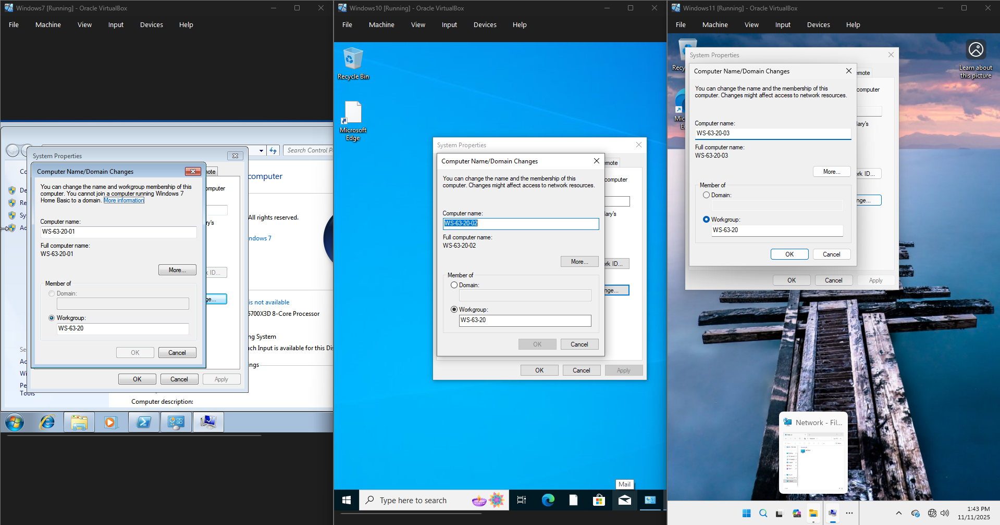 Windows7 [Running] - Oracle VirtualBox
File Machine View Input Devices Help
Search Control P
System Properties
Computer Name/Domain Changes
mote
You can change the name and workgroup membership of this
computer. You cannot join a computer running Windows 7
Home Basic to a domain. More information
Computer name:
WS-63-20-01
Full computer name:
WS-63-20-01
More...
Member of
Domain:
Workgroup:
WS-63-20
OK Cancel
OK Cancel Apply
Co
De
Re
Sy
Ad
Se
Ac
Wi
Pe
Tools
omputer
ry's
k ID...
ge...
computer
All rights reserved.
ndows 7
is not available
5700X3D 8-Core Processor
ng System
uch Input is available for this Dis
ngs
Computer description:
Windows10 [Running] - Oracle VirtualBox
File Machine View Input Devices Help
Recycle Bin
Microsoft
Edge
System Properties
Computer Name/Domain Changes
emote
You can change the name and the membership of this
computer. Changes might affect access to network resources.
computer
Computer name:
WS-63-20-02
lary's
Full computer name:
WS-63-20-02
More...
rk ID...
Member of
Domain:
nge...
Workgroup:
WS-63-20
OK Cancel
OK Cancel Apply
Mail
Type here to search
Windows11 [Running] - Oracle VirtualBox
File Machine View Input Devices Help
Recy
Mic
E
Learn about
this picture
System Properties
Computer Name/Domain Changes
emote
You can change the name and the membership of this
computer. Changes might affect access to network resources.
computer
Computer name:
WS-63-20-03
lary's
Full computer name:
WS-63-20-03
More...
rk ID...
Member of
Domain:
nge...
Workgroup:
WS-63-20
OK Cancel
OK Cancel Apply
Network - Fil...
1:43 PM
11/11/2025